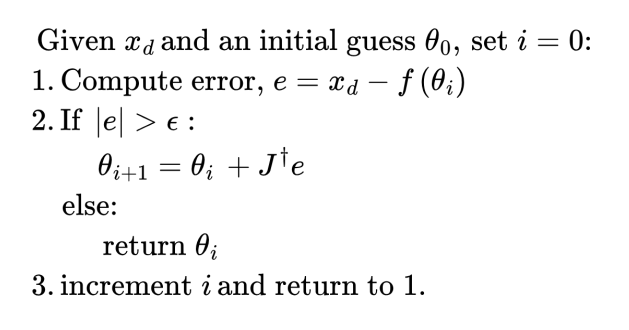 Given x_d and an initial guess θ_0, set i = 0:
1. Compute error, e = x_d − f(θ_i)
2. If |e| > ϵ :
θ_{i+1} = θ_i + J^†e
else:
return θ_i
3. increment i and return to 1.